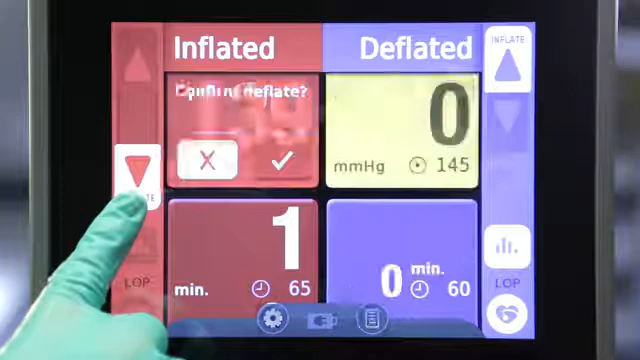 Inflated
Deflated
INFLATE
Confirm deflate?
0
mmHg 145
1
min. 65
0 min. 60
LOP
LOP